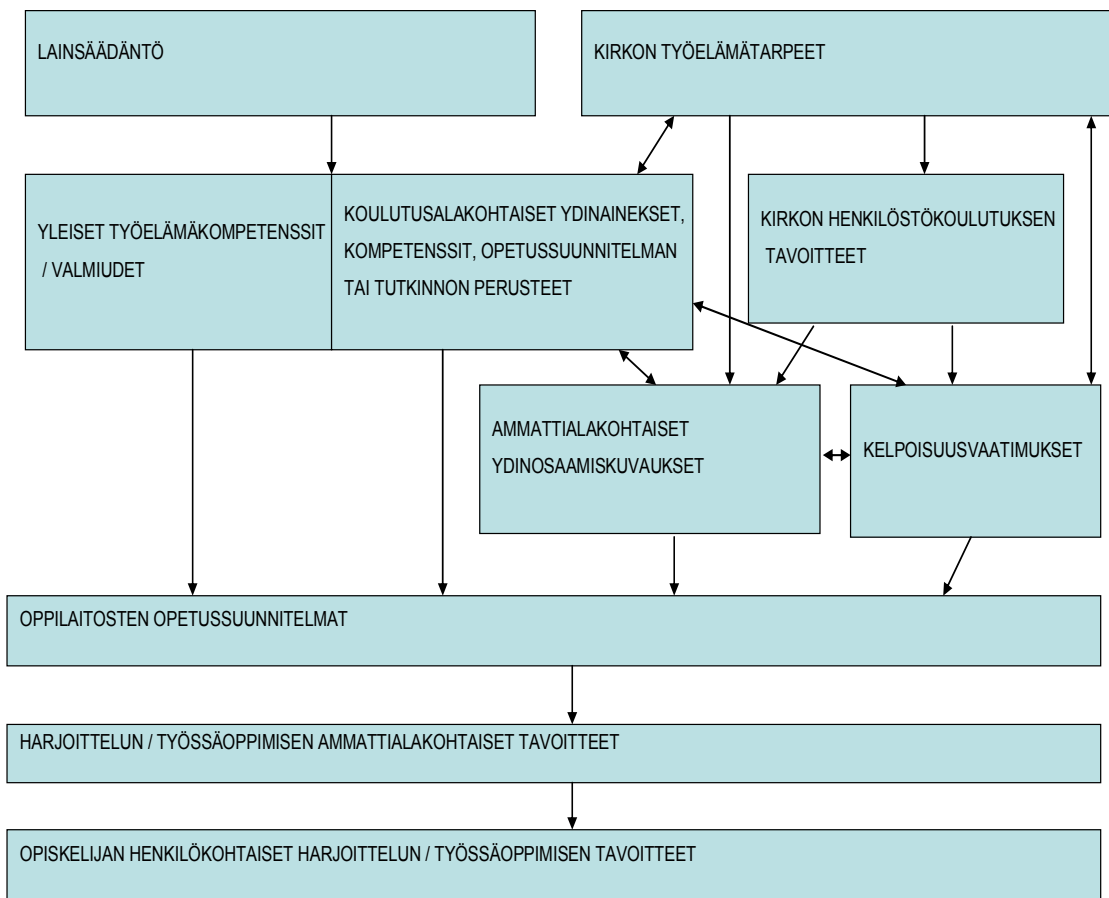 LAINSÄÄDÄNTÖ
KIRKON TYÖELÄMÄTARPEET
YLEISET TYÖELÄMÄKOMPETENSSIT
/ VALMIUDET
KOULUTUSALAKOHTAISET YDINAINEKSET,
KOMPETENSSIT, OPETUSSUUNNITELMAN
TAI TUTKINNON PERUSTEET
KIRKON HENKILÖSTÖKOULUTUKSEN
TAVOITTEET
AMMATTIALAKOHTAISET
YDINOSAAMISKUVAUKSET
KELPOISUUSVAATIMUKSET
OPPILAITOSTEN OPETUSSUUNNITELMAT
HARJOITTELUN / TYÖSSÄOPPIMISEN AMMATTIALAKOHTAISET TAVOITTEET
OPISKELIJAN HENKILÖKOHTAISET HARJOITTELUN / TYÖSSÄOPPIMISEN TAVOITTEET